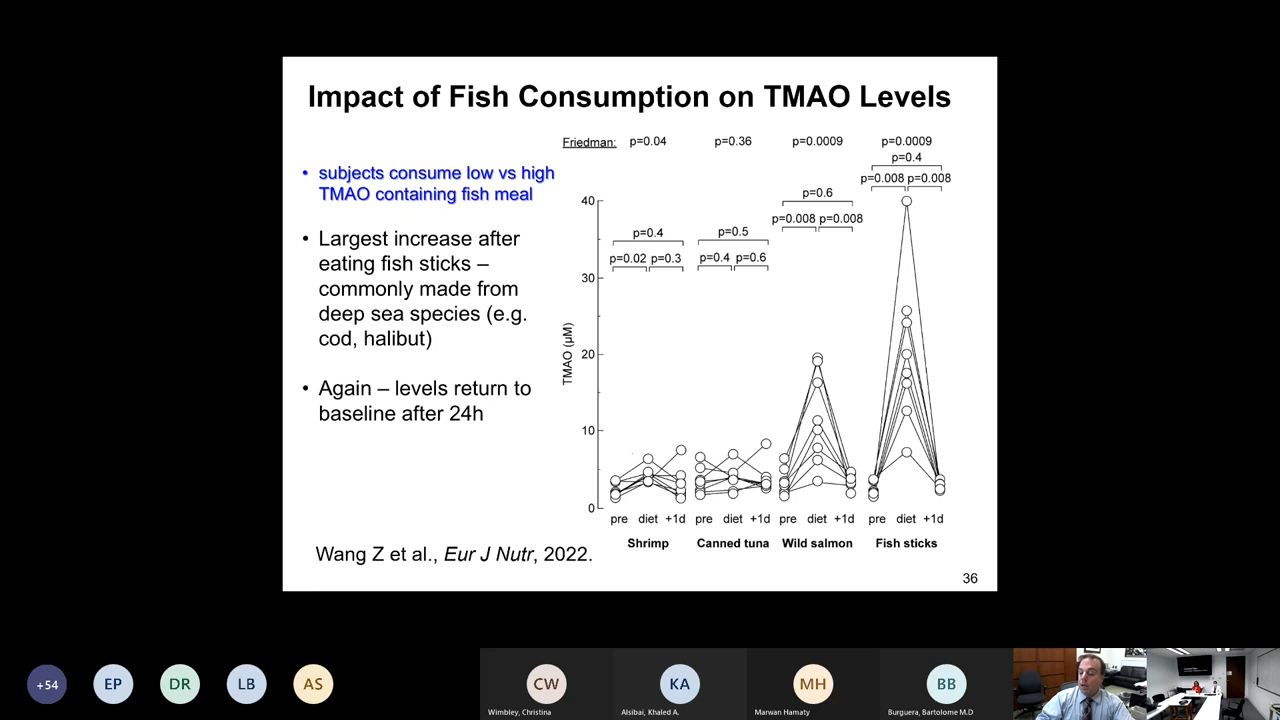 Impact of Fish Consumption on TMAO Levels
• subjects consume low vs high
TMAO containing fish meal
• Largest increase after
eating fish sticks –
commonly made from
deep sea species (e.g.
cod, halibut)
• Again – levels return to
baseline after 24h
Friedman: p=0.04 p=0.36 p=0.0009 p=0.0009
p=0.4
p=0.008 p=0.008
p=0.6
p=0.008 p=0.008
p=0.4 p=0.5
p=0.02 p=0.3 p=0.4 p=0.6
TMAO (μM)
40
30
20
10
0
pre diet +1d pre diet +1d pre diet +1d pre diet +1d
Shrimp Canned tuna Wild salmon Fish sticks
Wang Z et al., Eur J Nutr, 2022.
36
+54 EP DR LB AS CW KA MH BB
Wimbley, Christina Alsibai, Khaled A. Marwan Hamaty Burguera, Bartolome M.D